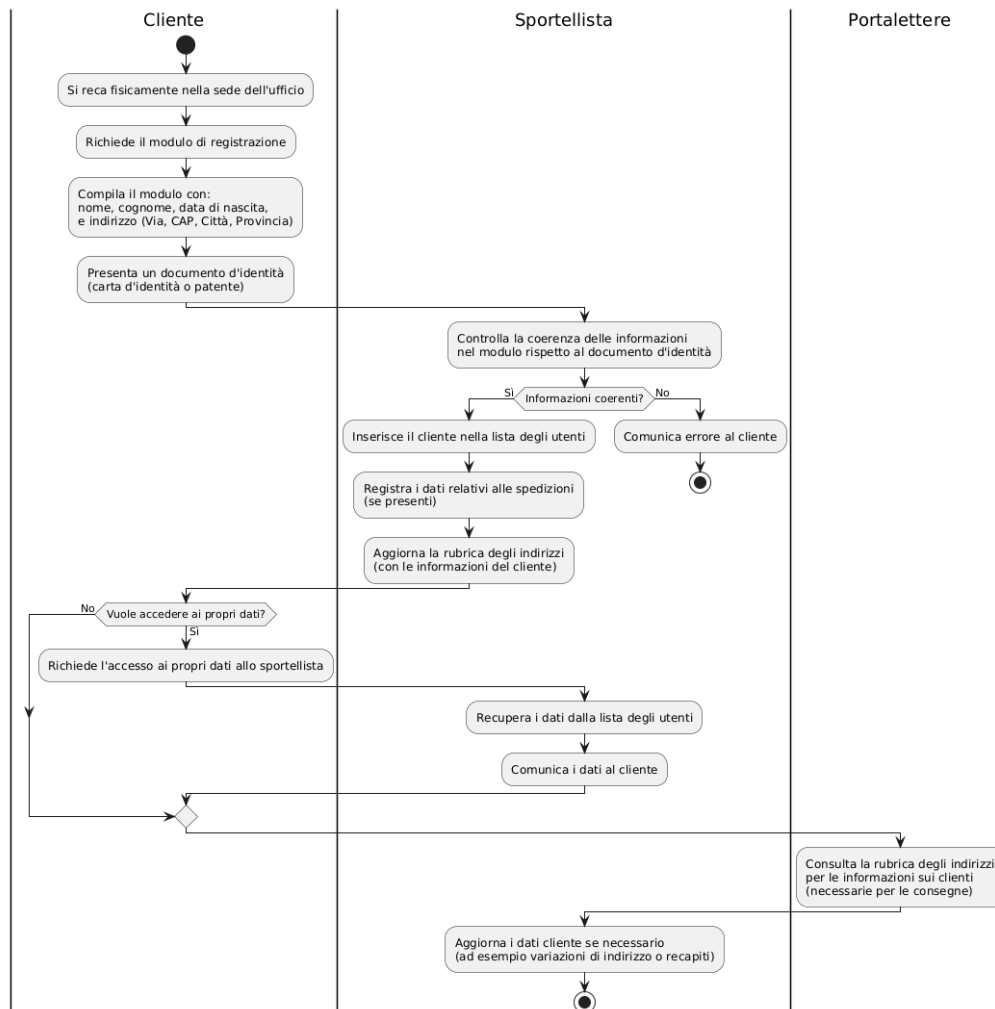 Cliente
Sportellista
Portalettere
Si reca fisicamente nella sede dell'ufficio
Richiede il modulo di registrazione
Compila il modulo con:
nome, cognome, data di nascita,
e indirizzo (Via, CAP, Città, Provincia)
Presenta un documento d'identità
(carta d'identità o patente)
Controlla la coerenza delle informazioni
nel modulo rispetto al documento d'identità
Sì
Informazioni coerenti?
No
Inserisce il cliente nella lista degli utenti
Comunica errore al cliente
Registra i dati relativi alle spedizioni
(se presenti)
Aggiorna la rubrica degli indirizzi
(con le informazioni del cliente)
No
Vuole accedere ai propri dati?
Sì
Richiede l'accesso ai propri dati allo sportellista
Recupera i dati dalla lista degli utenti
Comunica i dati al cliente
Consulta la rubrica degli indirizzi
per le informazioni sui clienti
(necessarie per le consegne)
Aggiorna i dati cliente se necessario
(ad esempio variazioni di indirizzo o recapiti)